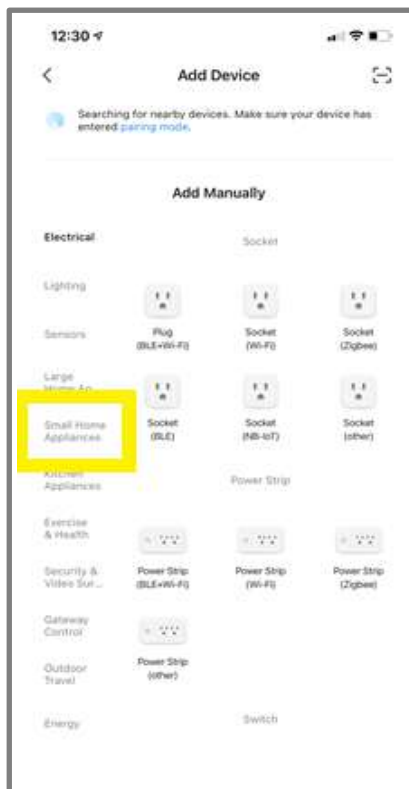 12:30
Add Device
Searching for nearby devices. Make sure your device has
entered pairing mode.
Add Manually
Electrical
Lighting
Sensors
Large
Small Home
Appliances
Kitchen
Appliances
Exercise
& Health
Security &
Video Sur...
Gateway
Control
Outdoor
Travel
Energy
Socket
Plug
(BLE+Wi-Fi)
Socket
(Wi-Fi)
Socket
(Zigbee)
Socket
(BLE)
Socket
(NB-IoT)
Socket
(other)
Power Strip
Power Strip
(BLE+Wi-Fi)
Power Strip
(Wi-Fi)
Power Strip
(Zigbee)
Power Strip
(other)
Switch